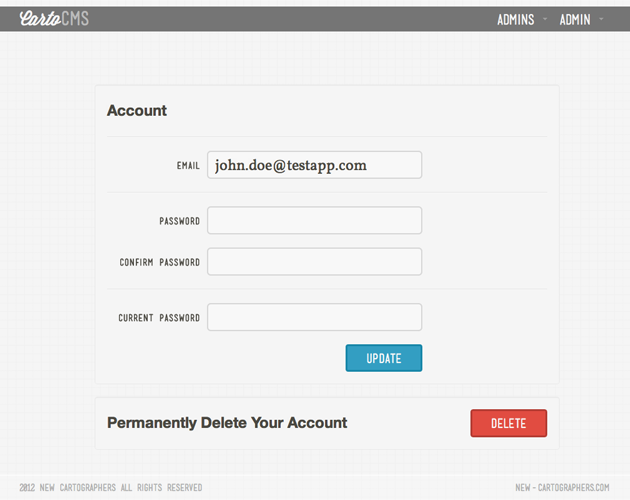 CartoCMS ADMINS ADMIN
Account
EMAIL john.doe@testapp.com
PASSWORD
CONFIRM PASSWORD
CURRENT PASSWORD
UPDATE
Permanently Delete Your Account DELETE
2012 NEW CARTOGRAPHERS ALL RIGHTS RESERVED NEW-CARTOGRAPHERS.COM